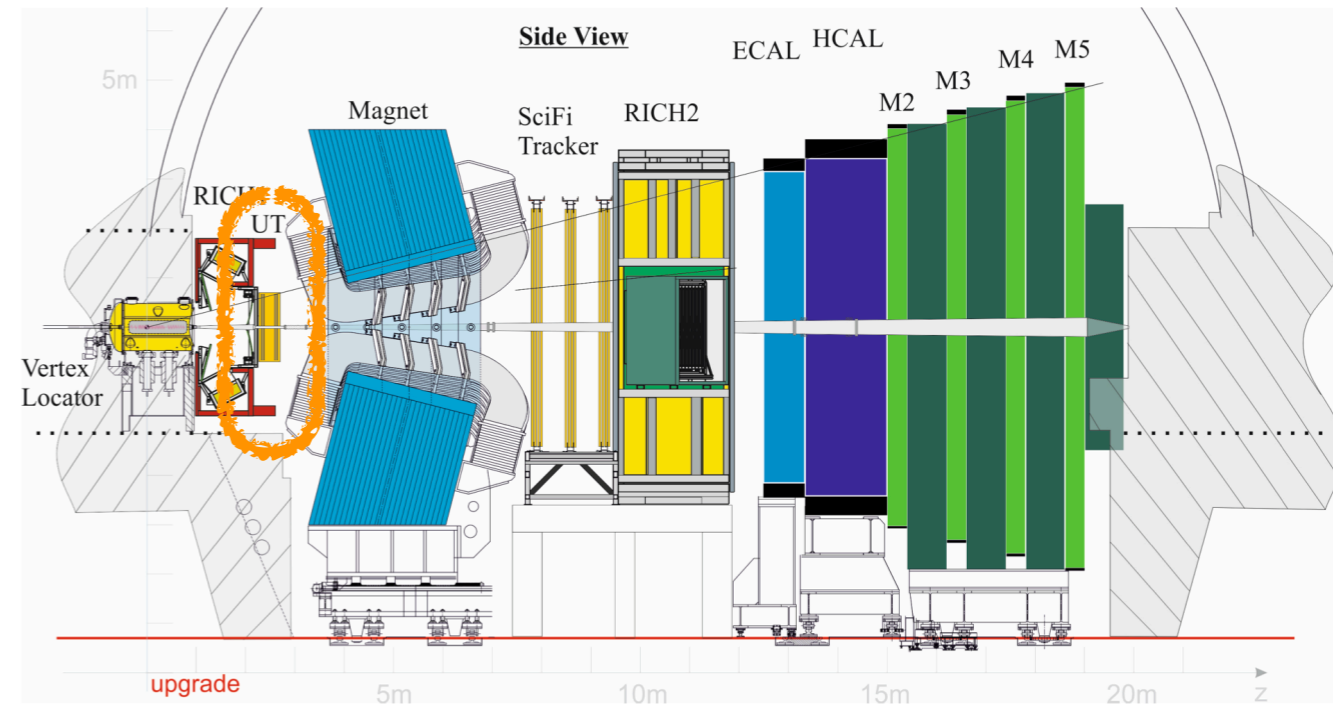 Side View
HCAL
ECAL
M5
M4
M3
M2
5m
Magnet
SciFi
Tracker
RICH2
UT
Vertex
Locator
upgrade
5m
10m
15m
20m
z